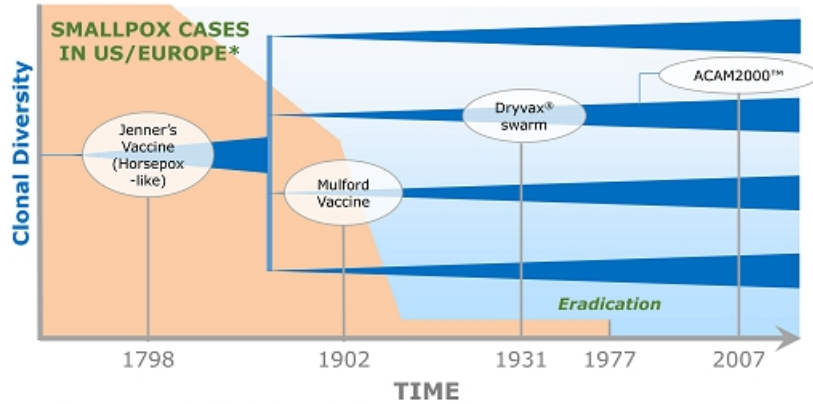 SMALLPOX CASES
IN US/EUROPE*
Clonal Diversity
Jenner's
Vaccine
(Horsepox
-like)
Mulford
Vaccine
Dryvax®
swarm
ACAM2000™
Eradication
1798
1902
1931
1977
2007
TIME